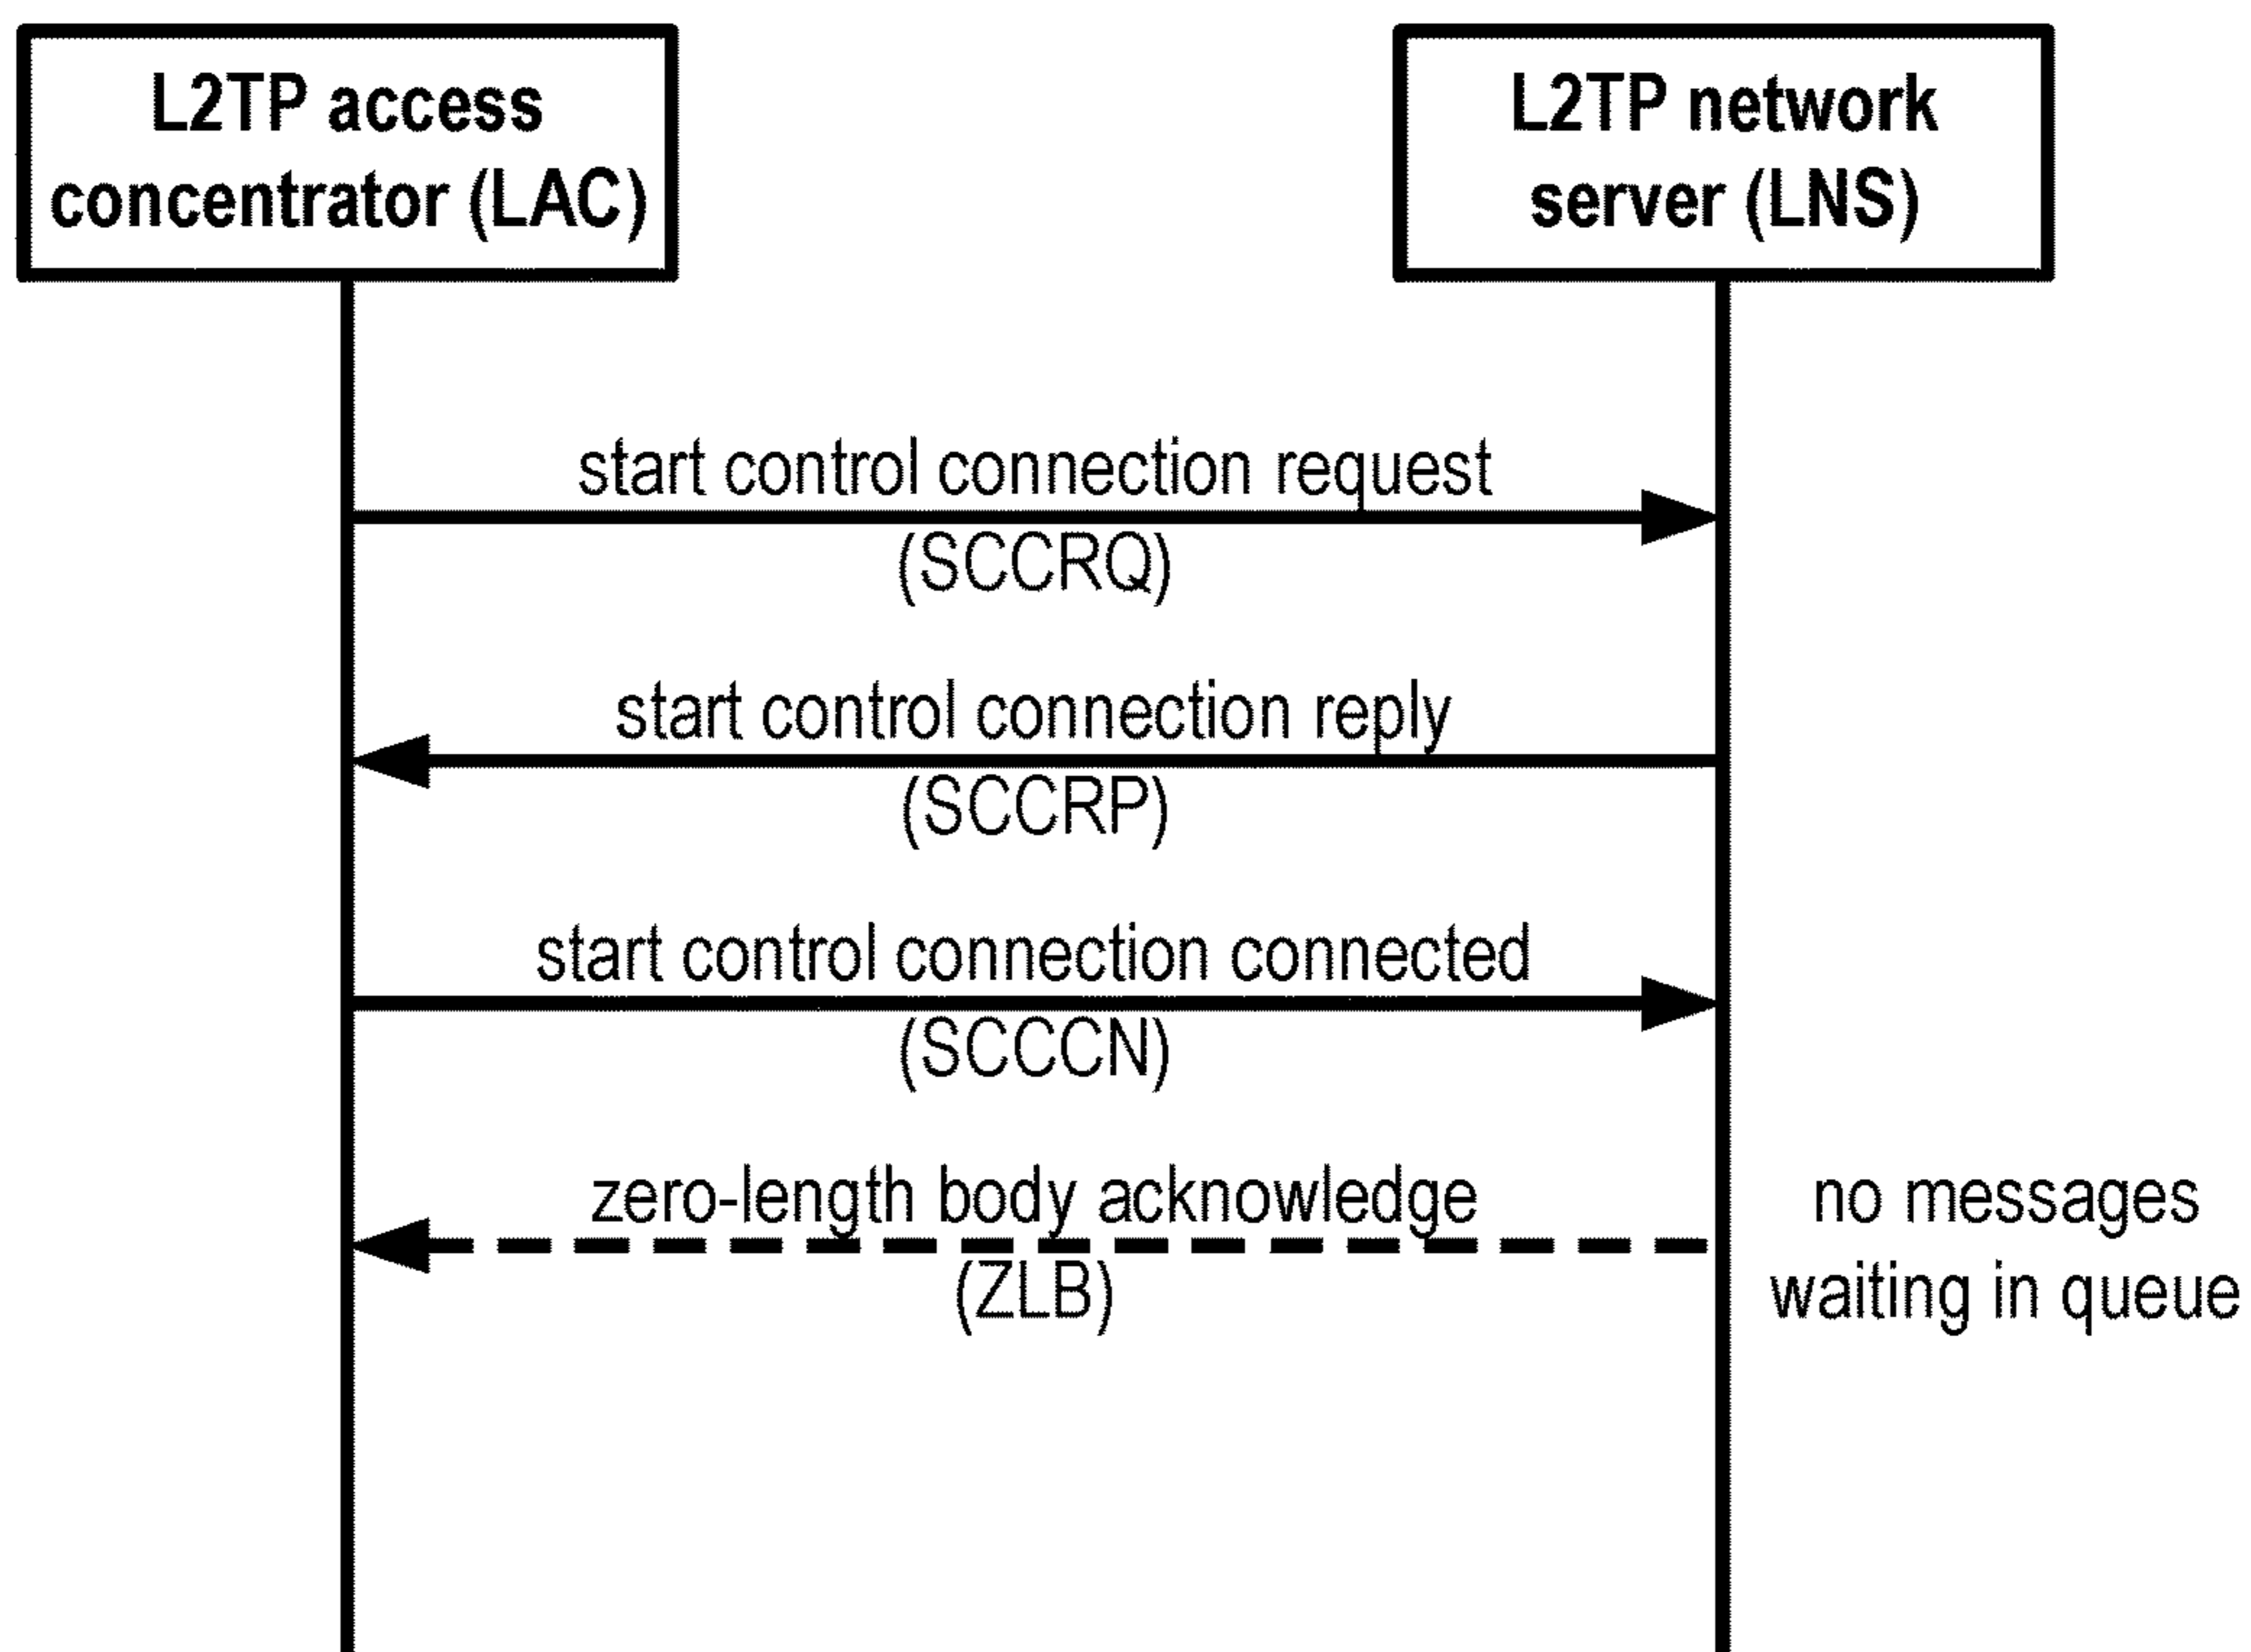 L2TP access
concentrator (LAC)
L2TP network
server (LNS)
start control connection request
(SCCRQ)
start control connection reply
(SCCRP)
start control connection connected
(SCCCN)
zero-length body acknowledge
(ZLB)
no messages
waiting in queue